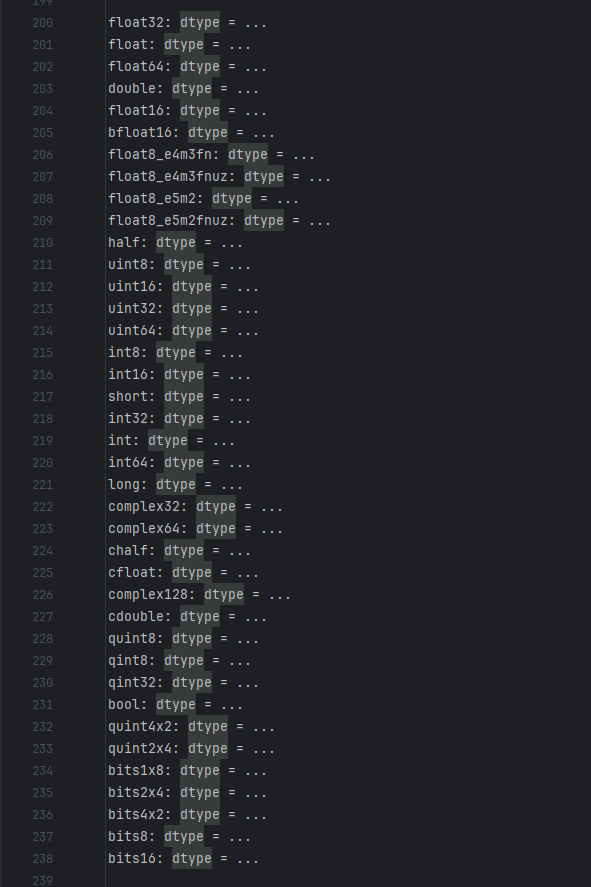 199
200 float32: dtype = ...
201 float: dtype = ...
202 float64: dtype = ...
203 double: dtype = ...
204 float16: dtype = ...
205 bfloat16: dtype = ...
206 float8_e4m3fn: dtype = ...
207 float8_e4m3fnuz: dtype = ...
208 float8_e5m2: dtype = ...
209 float8_e5m2fnuz: dtype = ...
210 half: dtype = ...
211 uint8: dtype = ...
212 uint16: dtype = ...
213 uint32: dtype = ...
214 uint64: dtype = ...
215 int8: dtype = ...
216 int16: dtype = ...
217 short: dtype = ...
218 int32: dtype = ...
219 int: dtype = ...
220 int64: dtype = ...
221 long: dtype = ...
222 complex32: dtype = ...
223 complex64: dtype = ...
224 chalf: dtype = ...
225 cfloat: dtype = ...
226 complex128: dtype = ...
227 cdouble: dtype = ...
228 quint8: dtype = ...
229 qint8: dtype = ...
230 qint32: dtype = ...
231 bool: dtype = ...
232 quint4x2: dtype = ...
233 quint2x4: dtype = ...
234 bits1x8: dtype = ...
235 bits2x4: dtype = ...
236 bits4x2: dtype = ...
237 bits8: dtype = ...
238 bits16: dtype = ...
239